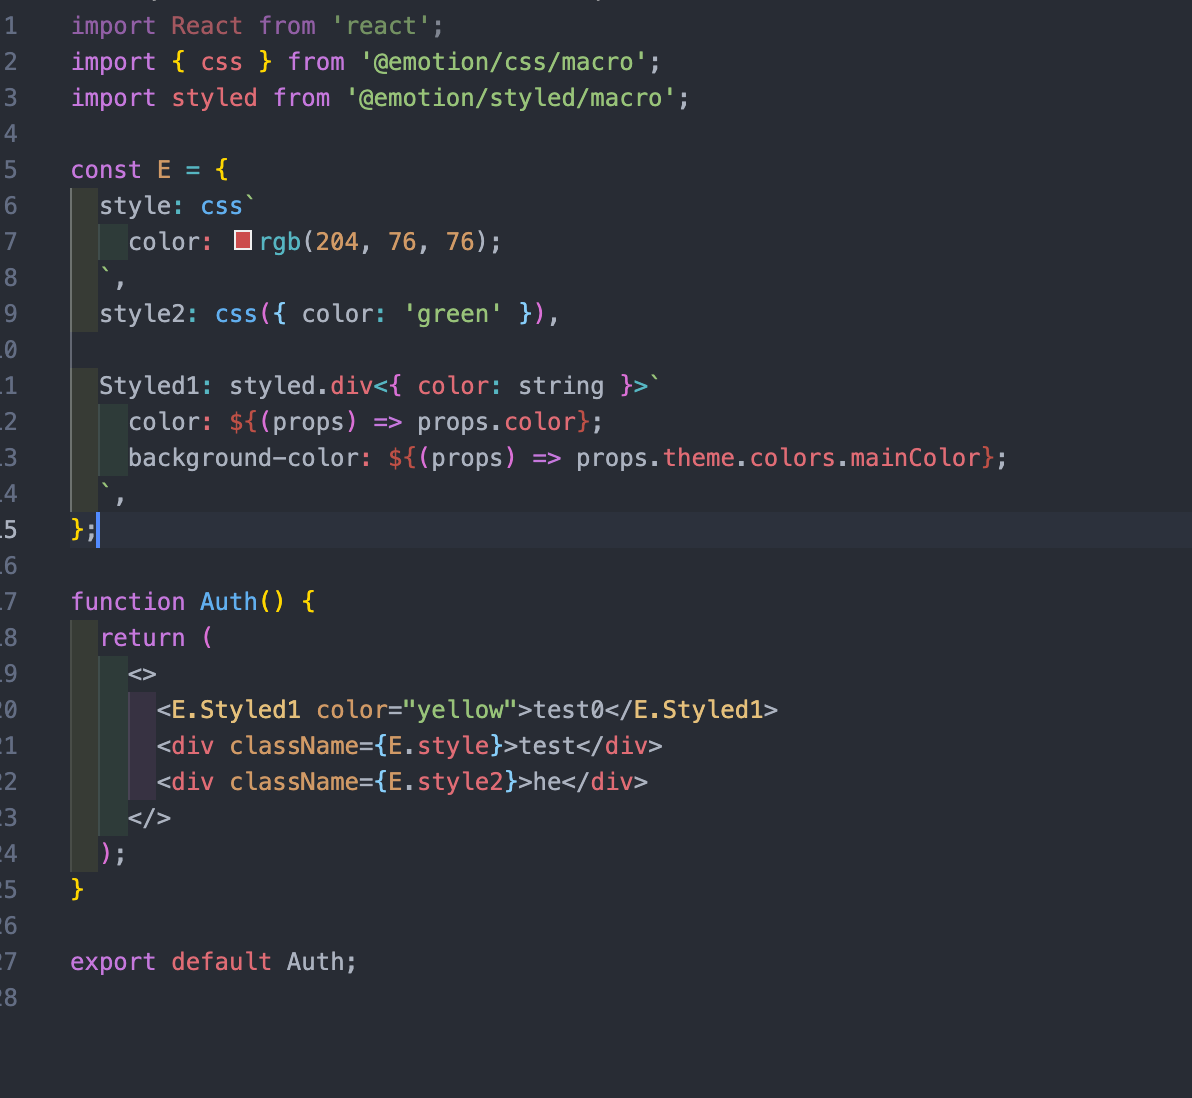 1 import React from 'react';
2 import { css } from '@emotion/css/macro';
3 import styled from '@emotion/styled/macro';
4
5 const E = {
6 style: css`
7 color: rgb(204, 76, 76);
8 `,
9 style2: css({ color: 'green' }),
10
11 Styled1: styled.div<{ color: string }>`
12 color: ${(props) => props.color};
13 background-color: ${(props) => props.theme.colors.mainColor};
14 `,
15 };
16
17 function Auth() {
18 return (
19 <>
20 <E.Styled1 color="yellow">test0</E.Styled1>
21 <div className={E.style}>test</div>
22 <div className={E.style2}>he</div>
23 </>
24 );
25 }
26
27 export default Auth;
28